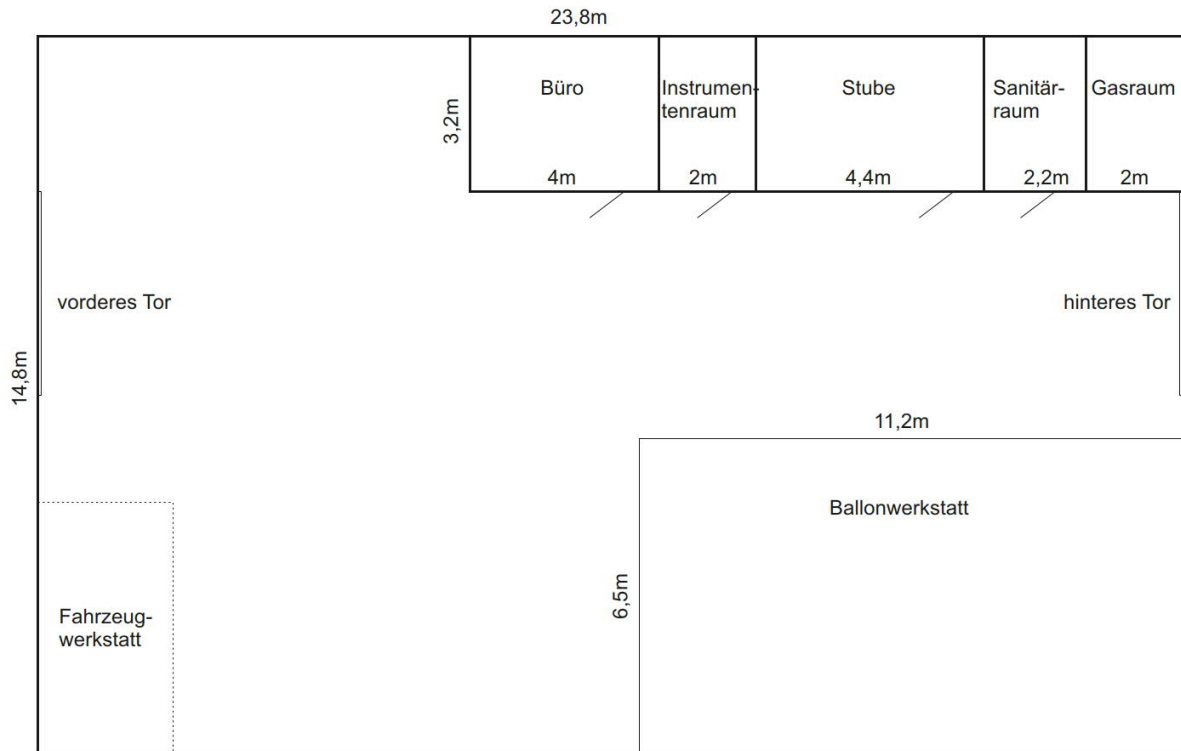 23,8m
Büro
Instrumen-
tenraum
Stube
Sanitär-
raum
Gasraum
3,2m
4m
2m
4,4m
2,2m
2m
vorderes Tor
hinteres Tor
14,8m
11,2m
Ballonwerkstatt
6,5m
Fahrzeug-
werkstatt